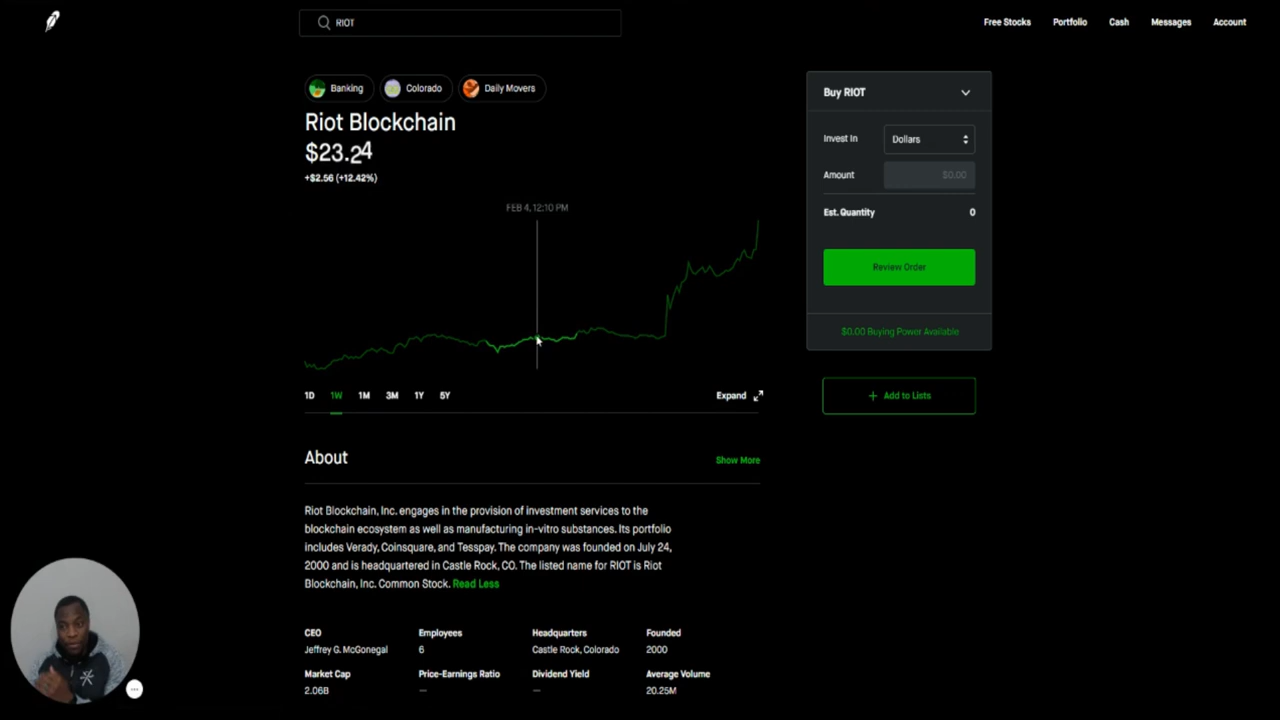 RIOT
Free Stocks Portfolio Cash Messages Account
Banking Colorado Daily Movers
Riot Blockchain
$23.24
+$2.56 (+12.42%)
FEB 4, 12:10 PM
1D 1W 1M 3M 1Y 5Y Expand
Buy RIOT
Invest In Dollars
Amount $0.00
Est. Quantity 0
Review Order
$0.00 Buying Power Available
+ Add to Lists
About Show More
Riot Blockchain, Inc. engages in the provision of investment services to the
blockchain ecosystem as well as manufacturing in-vitro substances. Its portfolio
includes Verady, Coinsquare, and Tesspay. The company was founded on July 24,
2000 and is headquartered in Castle Rock, CO. The listed name for RIOT is Riot
Blockchain, Inc. Common Stock. Read Less
CEO Employees Headquarters Founded
Jeffrey G. McGonegal 6 Castle Rock, Colorado 2000
Market Cap Price-Earnings Ratio Dividend Yield Average Volume
2.06B — — 20.25M